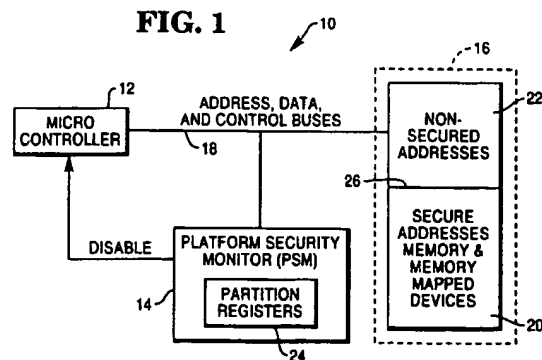 FIG. 1
10
16
12
MICRO
CONTROLLER
ADDRESS, DATA,
AND CONTROL BUSES
18
22
NON-
SECURED
ADDRESSES
26
SECURE
ADDRESSES
MEMORY &
MEMORY
MAPPED
DEVICES
20
DISABLE
PLATFORM SECURITY
MONITOR (PSM)
14
PARTITION
REGISTERS
24